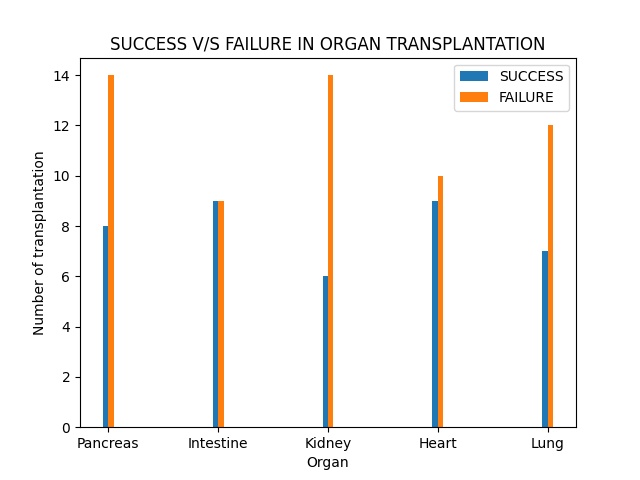 SUCCESS V/S FAILURE IN ORGAN TRANSPLANTATION
SUCCESS
FAILURE
Number of transplantation
14
12
10
8
6
4
2
0
Pancreas Intestine Kidney Heart Lung
Organ